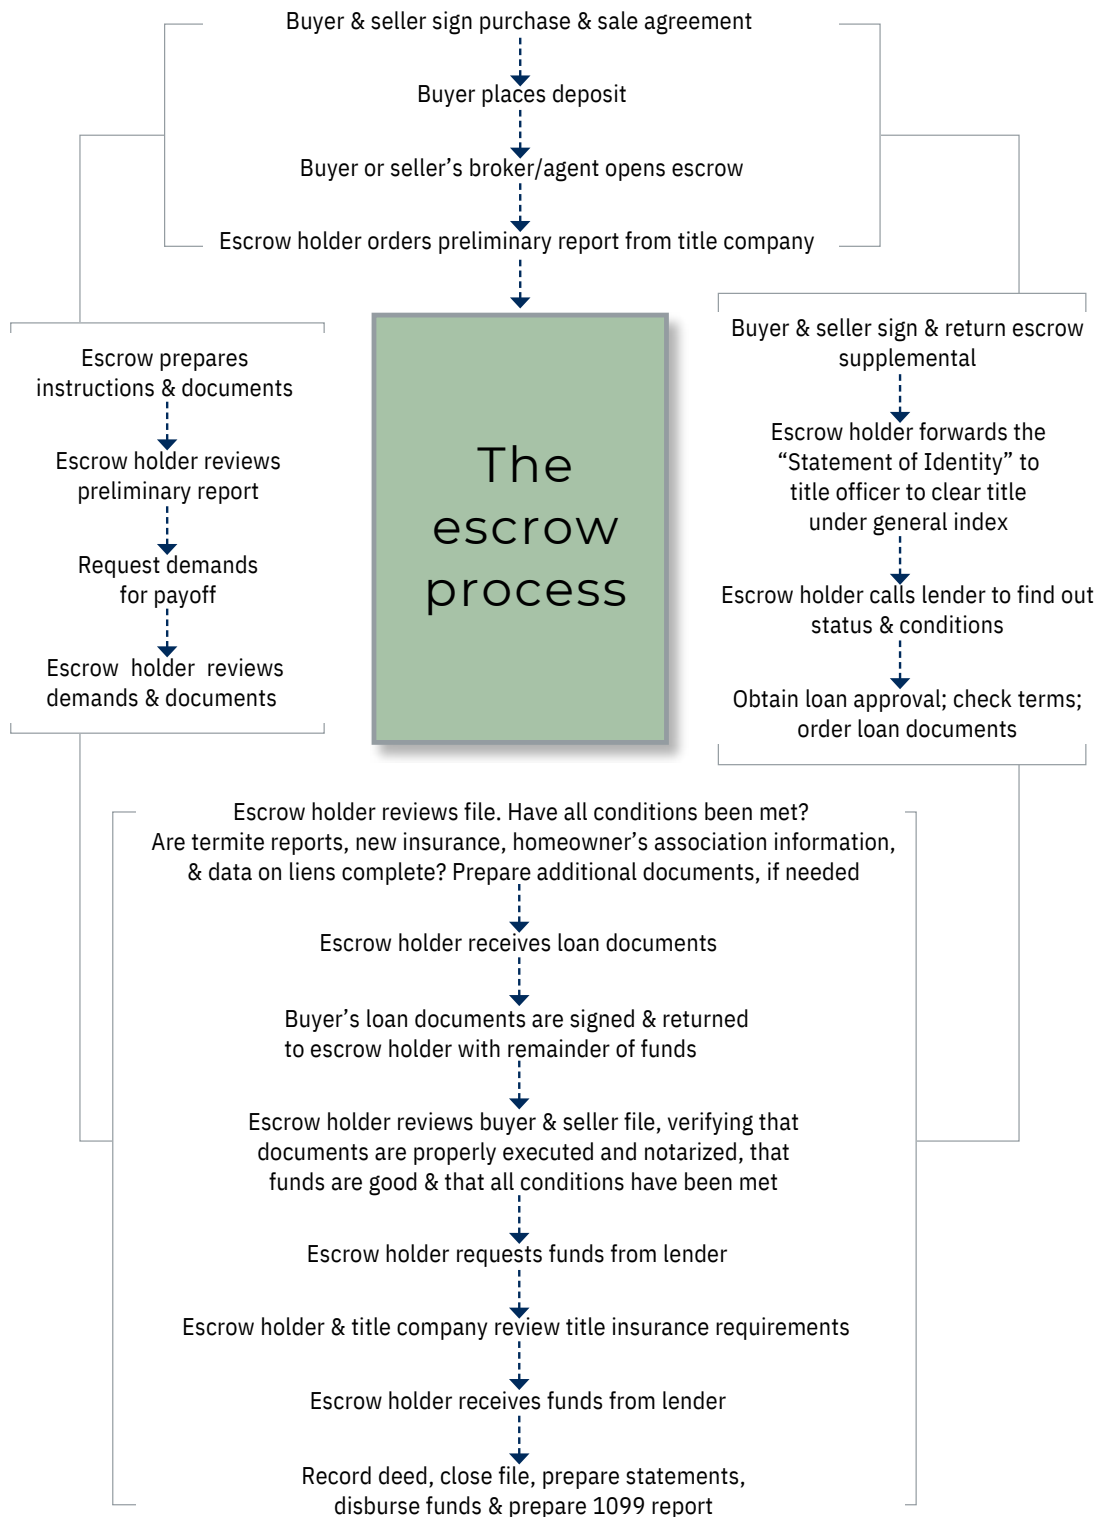 Buyer & seller sign purchase & sale agreement
Buyer places deposit
Buyer or seller’s broker/agent opens escrow
Escrow holder orders preliminary report from title company
Escrow prepares
instructions & documents
Escrow holder reviews
preliminary report
Request demands
for payoff
Escrow holder reviews
demands & documents
The
escrow
process
Buyer & seller sign & return escrow
supplemental
Escrow holder forwards the
“Statement of Identity” to
title officer to clear title
under general index
Escrow holder calls lender to find out
status & conditions
Obtain loan approval; check terms;
order loan documents
Escrow holder reviews file. Have all conditions been met?
Are termite reports, new insurance, homeowner’s association information,
& data on liens complete? Prepare additional documents, if needed
Escrow holder receives loan documents
Buyer’s loan documents are signed & returned
to escrow holder with remainder of funds
Escrow holder reviews buyer & seller file, verifying that
documents are properly executed and notarized, that
funds are good & that all conditions have been met
Escrow holder requests funds from lender
Escrow holder & title company review title insurance requirements
Escrow holder receives funds from lender
Record deed, close file, prepare statements,
disburse funds & prepare 1099 report